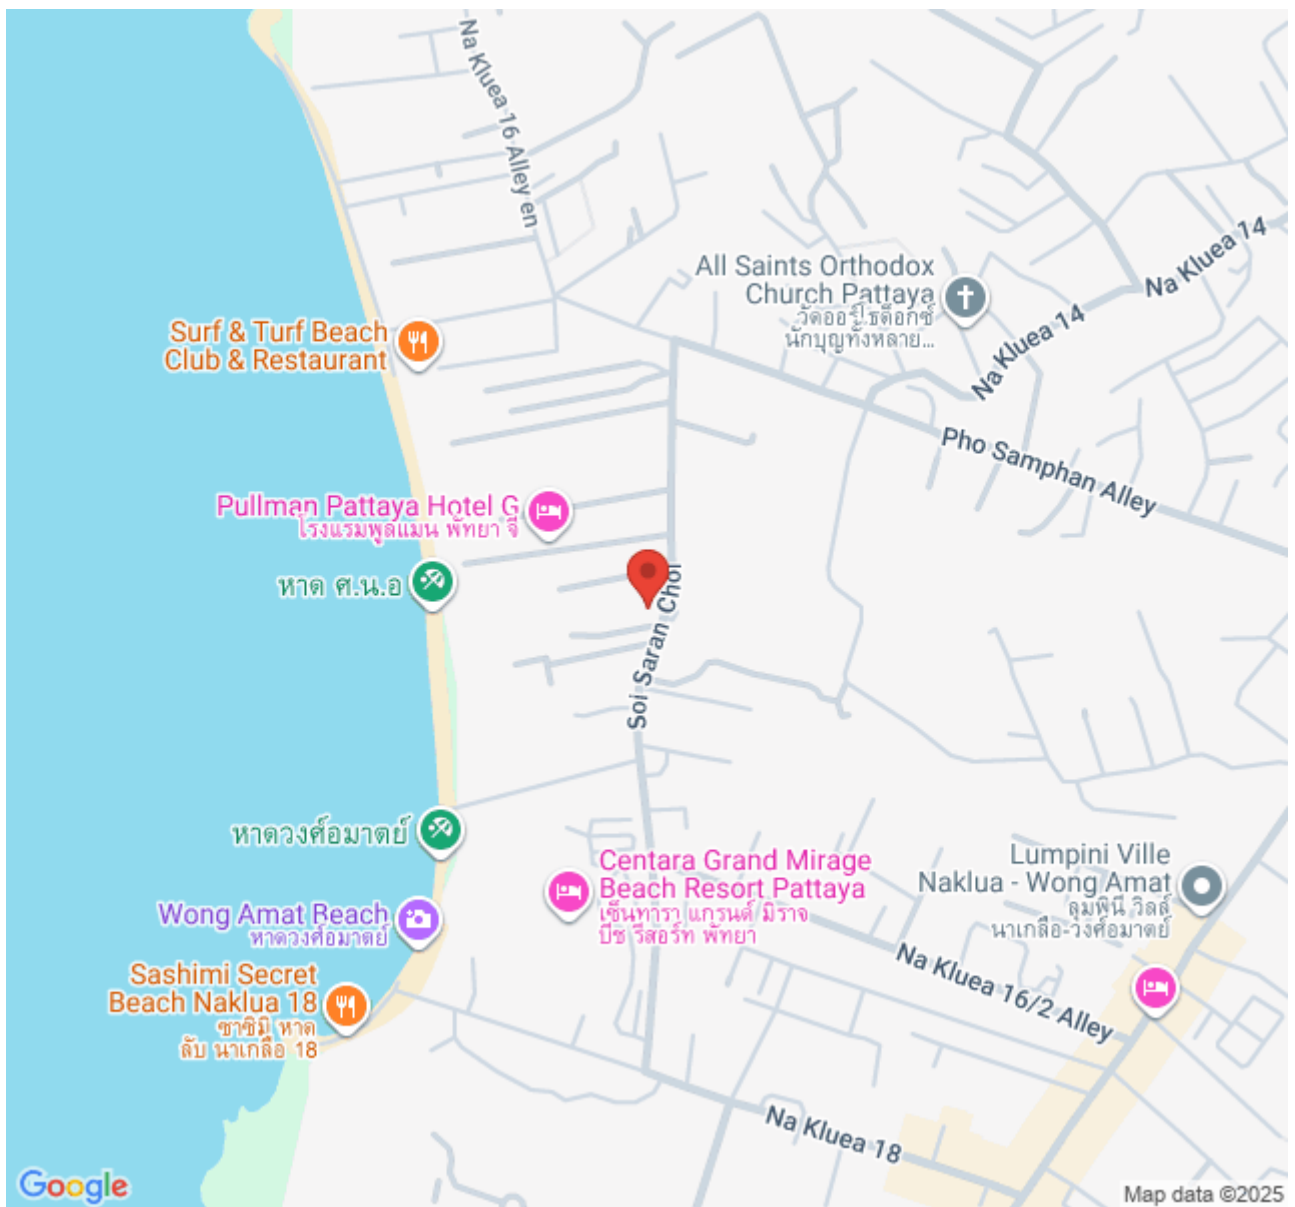 Na Kluea 16 Alley en
Na Kluea 14
All Saints Orthodox
Church Pattaya
วัดออร์โธด็อกซ์
นักบุญทั้งหลาย...
Na Kluea 14
Surf & Turf Beach
Club & Restaurant
Pho Samphan Alley
Pullman Pattaya Hotel G
โรงแรมพูลแมน พัทยา จี
หาด ศ.น.อ
Soi Saran Chol
หาดวงศ์อมาตย์
Centara Grand Mirage
Beach Resort Pattaya
เซ็นทารา แกรนด์ มิราจ
บีช รีสอร์ท พัทยา
Lumpini Ville
Naklua - Wong Amat
ลุมพินี วิลล์
นาเกลือ-วงศ์อมาตย์
Wong Amat Beach
หาดวงศ์อมาตย์
Sashimi Secret
Beach Naklua 18
ซาซิมิ หาด
ลับ นาเกลือ 18
Na Kluea 16/2 Alley
Na Kluea 18
Google
Map data ©2025